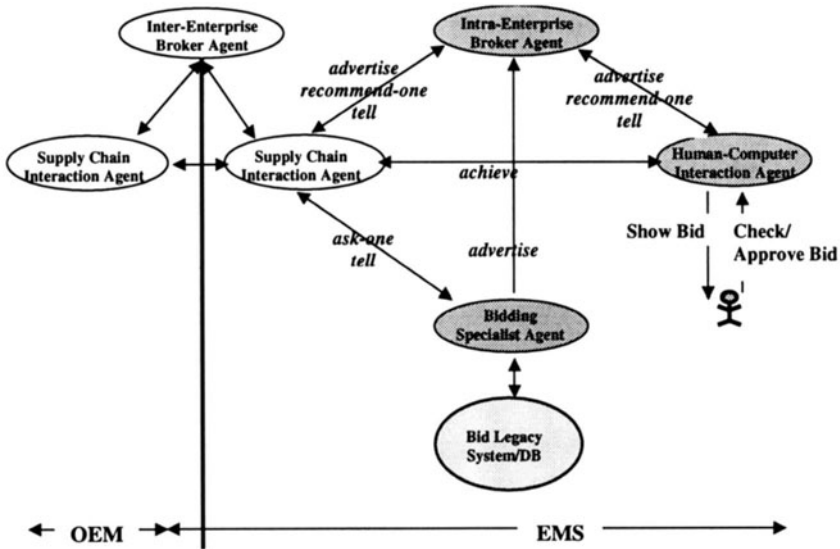 Inter-Enterprise
Broker Agent
Intra-Enterprise
Broker Agent
advertise
recommend-one
tell
advertise
recommend-one
tell
Supply Chain
Interaction Agent
Supply Chain
Interaction Agent
Human-Computer
Interaction Agent
achieve
ask-one
tell
advertise
Show Bid
Check/
Approve Bid
Bidding
Specialist Agent
Bid Legacy
System/DB
OEM
EMS